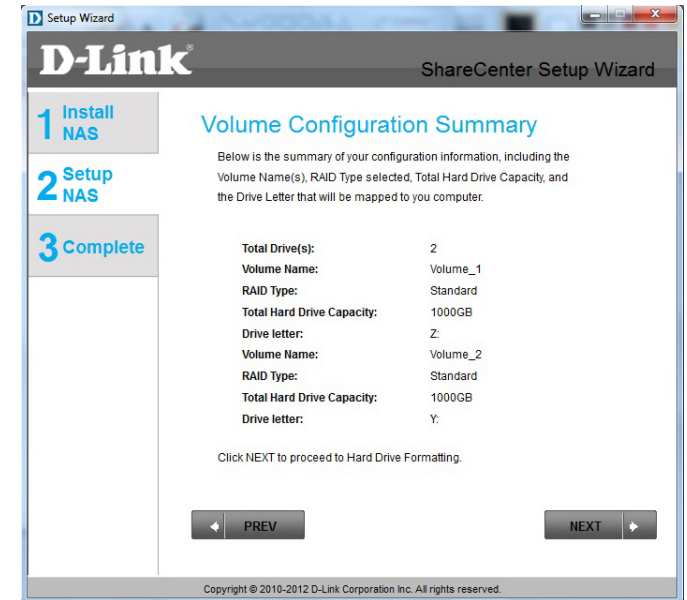 Setup Wizard
D-Link®
ShareCenter Setup Wizard
1 Install NAS
2 Setup NAS
3 Complete
Volume Configuration Summary
Below is the summary of your configuration information, including the
Volume Name(s), RAID Type selected, Total Hard Drive Capacity, and
the Drive Letter that will be mapped to you computer.
Total Drive(s): 2
Volume Name: Volume_1
RAID Type: Standard
Total Hard Drive Capacity: 1000GB
Drive letter: Z:
Volume Name: Volume_2
RAID Type: Standard
Total Hard Drive Capacity: 1000GB
Drive letter: Y:
Click NEXT to proceed to Hard Drive Formatting.
PREV
NEXT
Copyright © 2010-2012 D-Link Corporation Inc. All rights reserved.